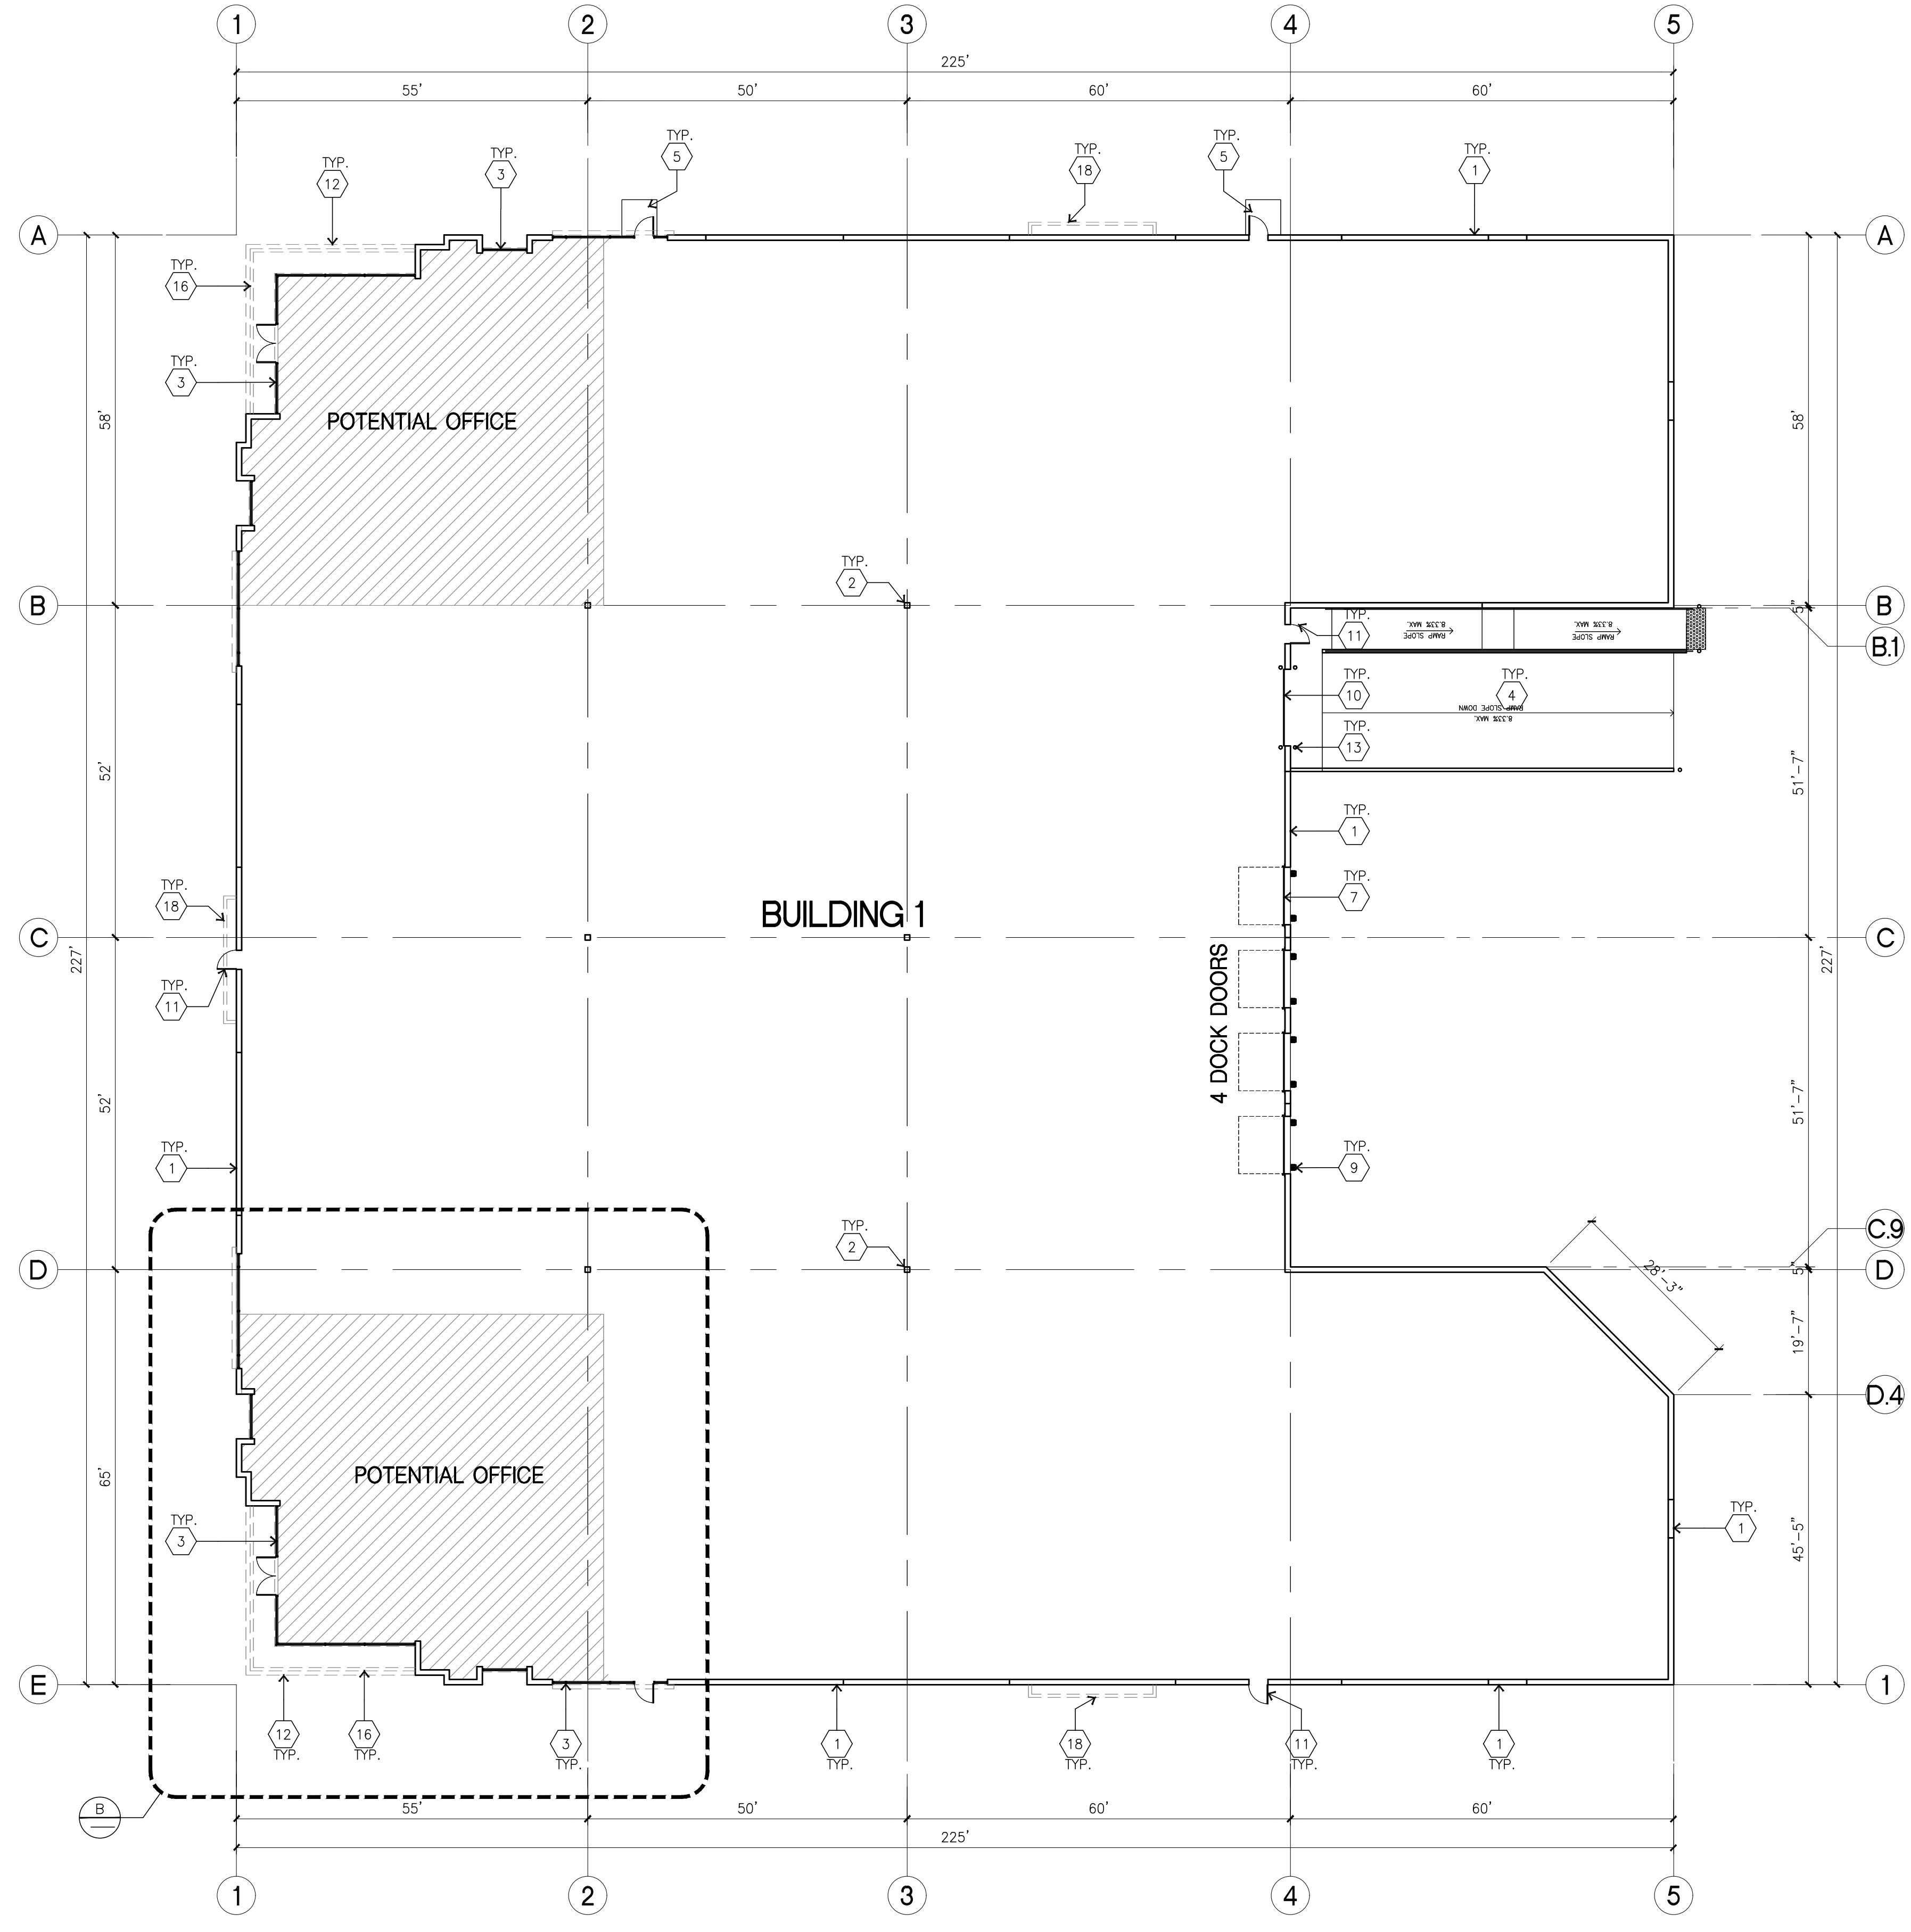 1
2
3
4
5
225'
55'
50'
60'
60'
TYP.
5
TYP.
5
TYP.
3
TYP.
12
TYP.
18
TYP.
1
A
A
TYP.
16
TYP.
3
58'
58'
POTENTIAL OFFICE
TYP.
2
B
B
5"
B.1
TYP.
11
RAMP SLOPE
8.33% MAX.
RAMP SLOPE
8.33% MAX.
TYP.
10
TYP.
4
RAMP SLOPE DOWN
8.33% MAX.
TYP.
13
52'
51'-7"
TYP.
1
TYP.
7
TYP.
18
BUILDING 1
C
C
227'
227'
4 DOCK DOORS
TYP.
11
52'
51'-7"
TYP.
1
TYP.
9
TYP.
2
C.9
D
D
5"
28'-3"
19'-7"
D.4
65'
POTENTIAL OFFICE
TYP.
3
TYP.
1
45'-5"
E
1
12
TYP.
16
TYP.
3
TYP.
1
TYP.
18
TYP.
11
TYP.
1
TYP.
B
55'
50'
60'
60'
225'
1
2
3
4
5